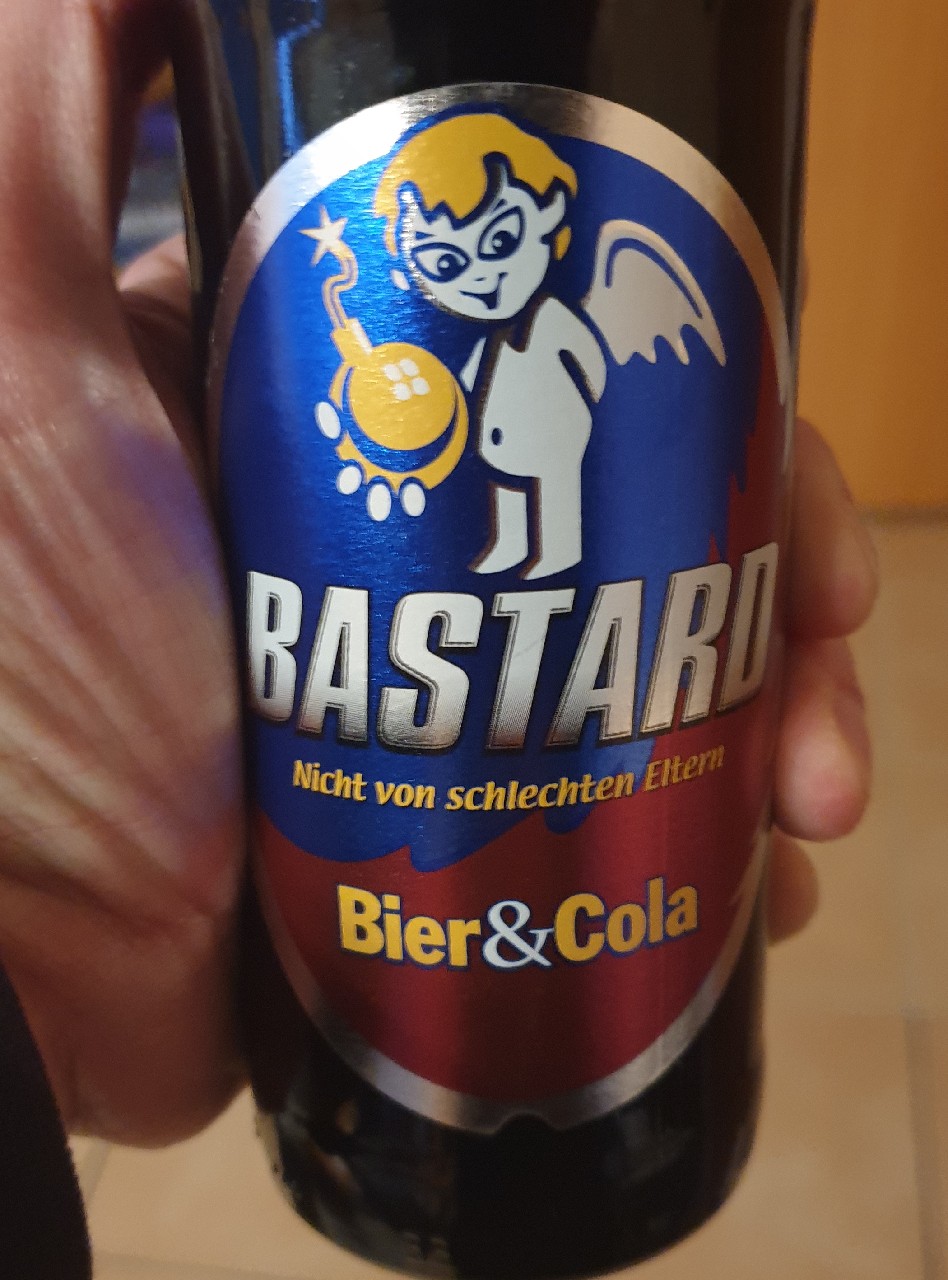 BASTARD
Nicht von schlechten Eltern
Bier&Cola